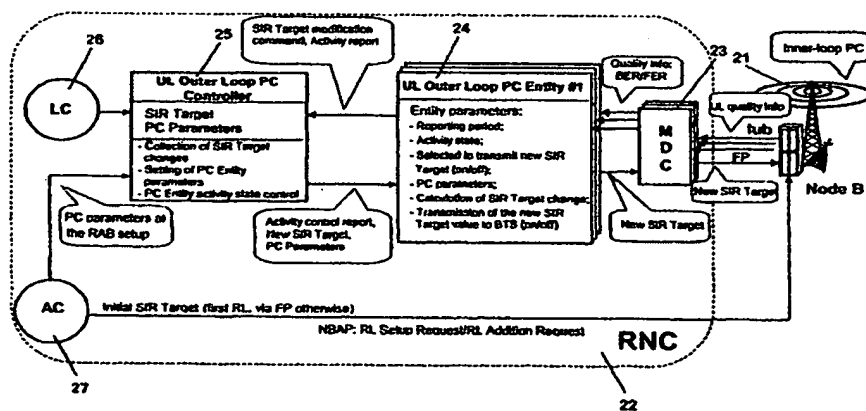 26
LC
25
UL Outer Loop PC
Controller
SIR Target
PC Parameters
- Collection of SIR Target
changes
- Setting of PC Entity
parameters
- PC Entity activity state control
SIR Target modification
command, Activity report
24
UL Outer Loop PC Entity #1
Entity parameters:
- Reporting period;
- Activity state;
- Selected to transmit new SIR
Target (on/off);
- PC parameters;
- Calculation of SIR Target change;
- Transmission of the new SIR
Target value to BTS (on/off)
Quality info:
BER/FER
23
M
D
C
Inner-loop PC
21
UL quality info
Iub
FP
New SIR Target
Node B
PC parameters at
the RAB setup
Activity control report,
New SIR Target,
PC Parameters
New SIR Target
AC
27
Initial SIR Target (first RL, via FP otherwise)
NBAP: RL Setup Request/RL Addition Request
RNC
22